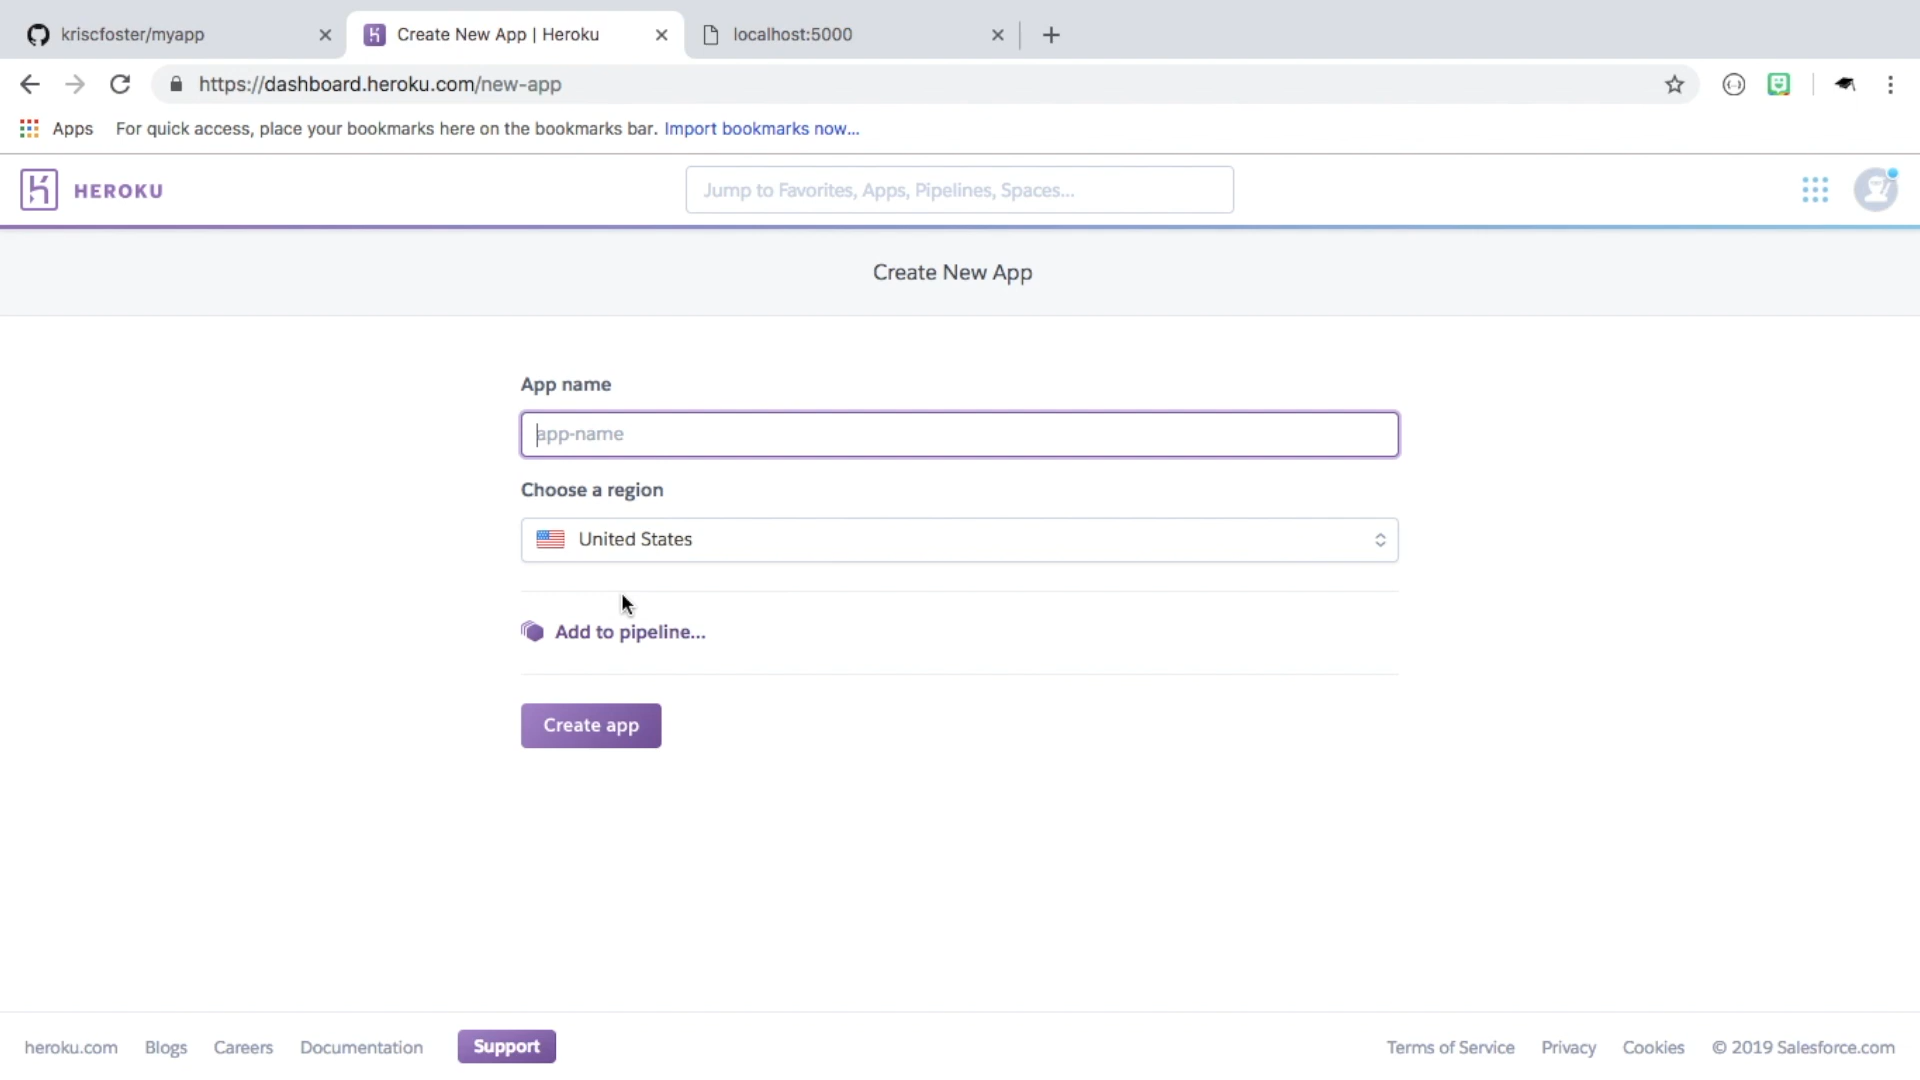 kriscfoster/myapp
Create New App | Heroku
localhost:5000
https://dashboard.heroku.com/new-app
Apps
For quick access, place your bookmarks here on the bookmarks bar. Import bookmarks now...
HEROKU
Jump to Favorites, Apps, Pipelines, Spaces...
Create New App
App name
app-name
Choose a region
United States
Add to pipeline...
Create app
heroku.com
Blogs
Careers
Documentation
Support
Terms of Service
Privacy
Cookies
© 2019 Salesforce.com